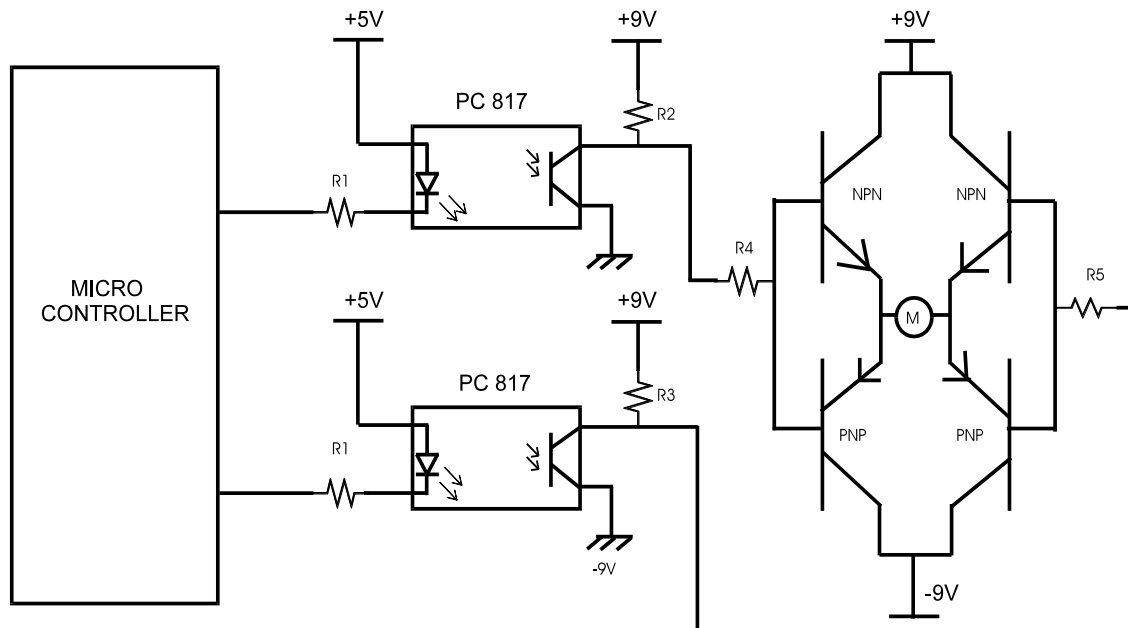 +5V
+9V
+9V
PC 817
R2
R1
NPN
NPN
R4
R5
MICRO
CONTROLLER
+5V
+9V
M
PC 817
R3
R1
PNP
PNP
-9V
-9V